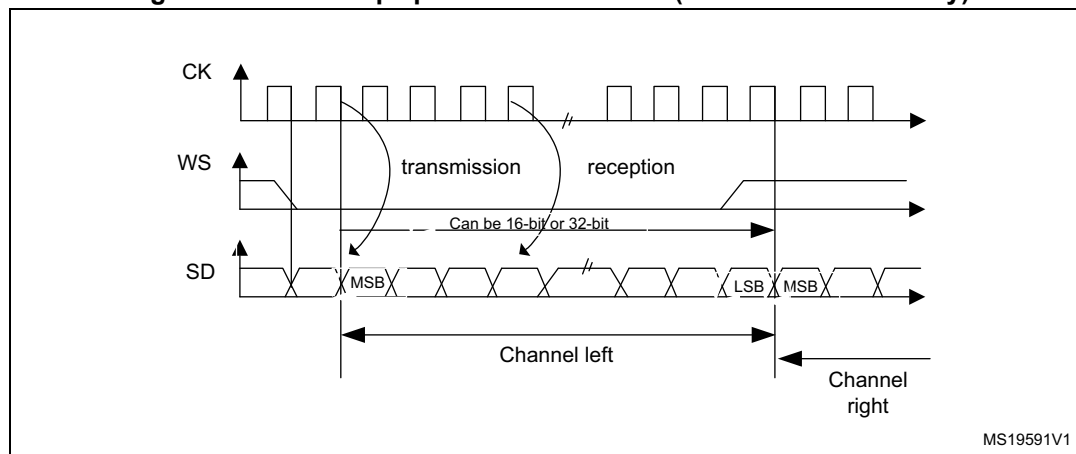 CK
WS
transmission
reception
Can be 16-bit or 32-bit
SD
MSB
LSB
MSB
Channel left
Channel
right
MS19591V1